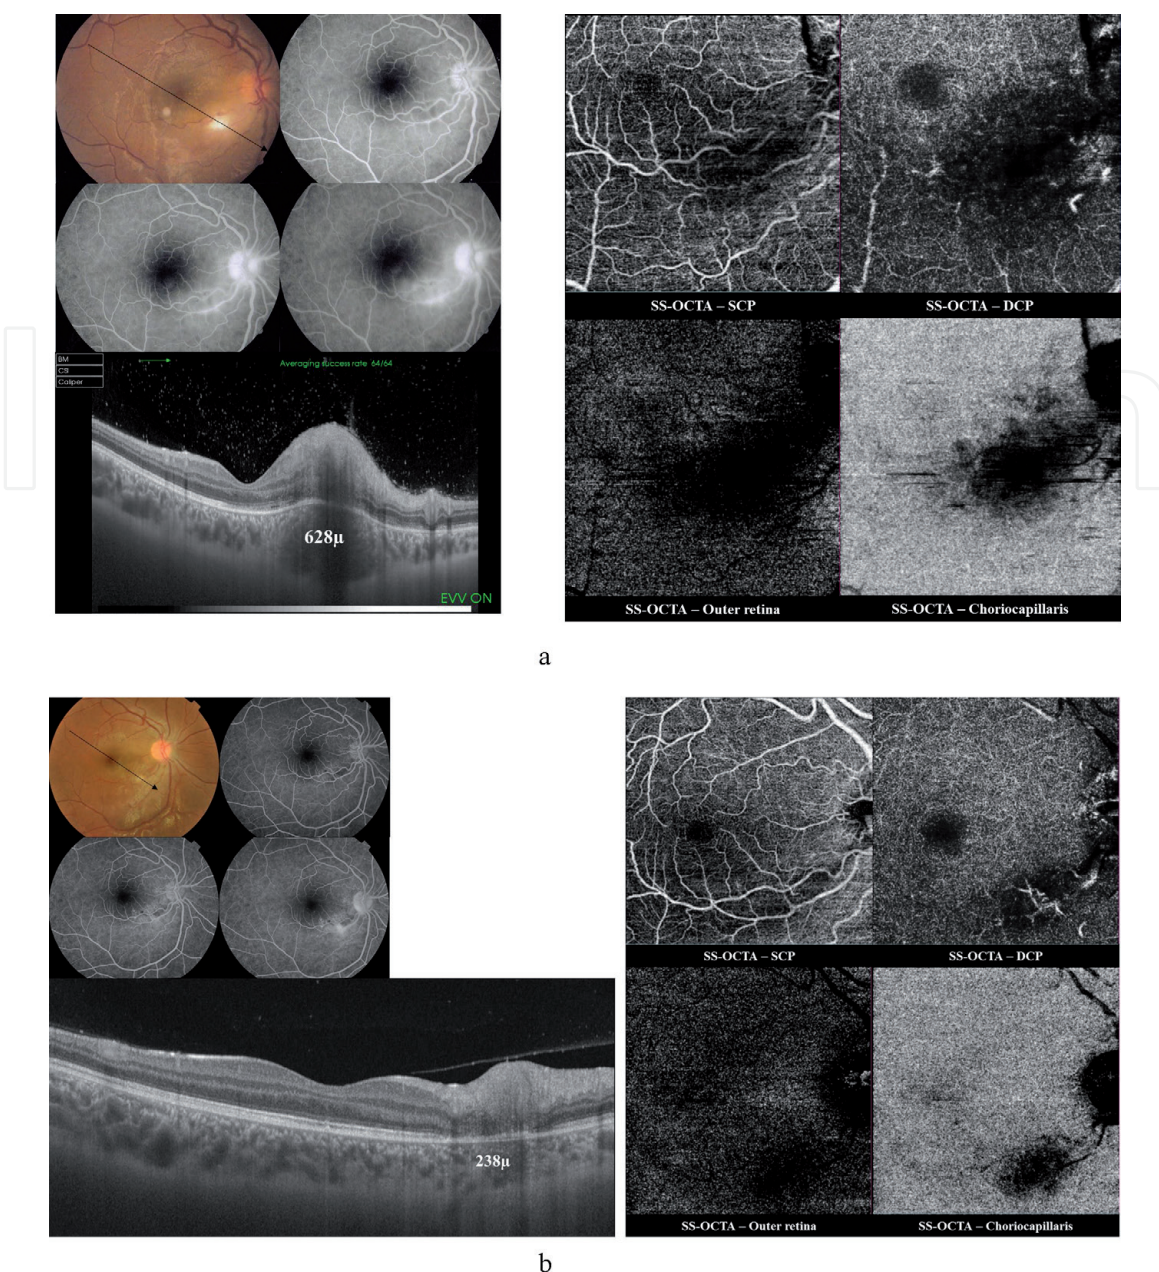 BM
CSI
Caliper
Averaging success rate 64/64
628μ
EVV ON
SS-OCTA – SCP
SS-OCTA – DCP
SS-OCTA – Outer retina
SS-OCTA – Choriocapillaris
a
238μ
SS-OCTA – SCP
SS-OCTA – DCP
SS-OCTA – Outer retina
SS-OCTA – Choriocapillaris
b